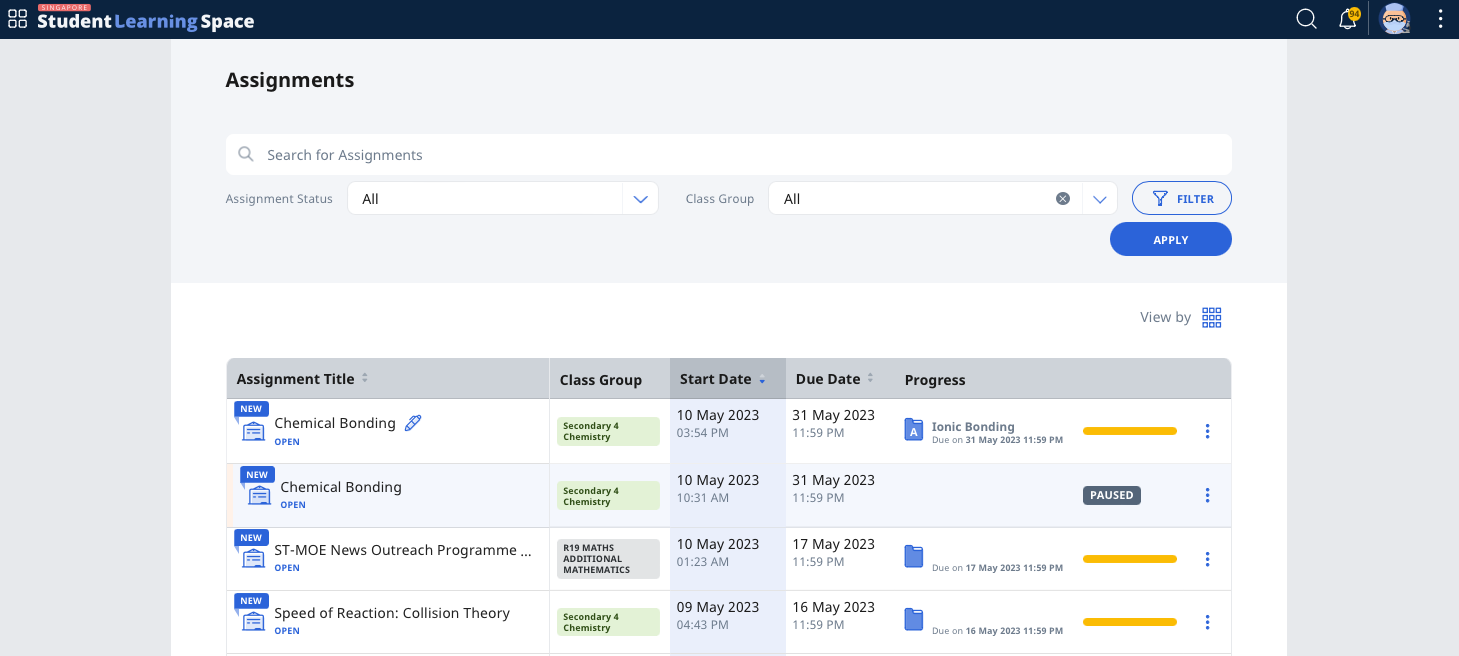 SINGAPORE
Student Learning Space
94
Assignments
Search for Assignments
Assignment Status All Class Group All FILTER
APPLY
View by
Assignment Title Class Group Start Date Due Date Progress
NEW
Chemical Bonding
OPEN
Secondary 4
Chemistry
10 May 2023
03:54 PM
31 May 2023
11:59 PM
A
Ionic Bonding
Due on 31 May 2023 11:59 PM
NEW
Chemical Bonding
OPEN
Secondary 4
Chemistry
10 May 2023
10:31 AM
31 May 2023
11:59 PM
PAUSED
NEW
ST-MOE News Outreach Programme ...
OPEN
R19 MATHS
ADDITIONAL
MATHEMATICS
10 May 2023
01:23 AM
17 May 2023
11:59 PM
Due on 17 May 2023 11:59 PM
NEW
Speed of Reaction: Collision Theory
OPEN
Secondary 4
Chemistry
09 May 2023
04:43 PM
16 May 2023
11:59 PM
Due on 16 May 2023 11:59 PM